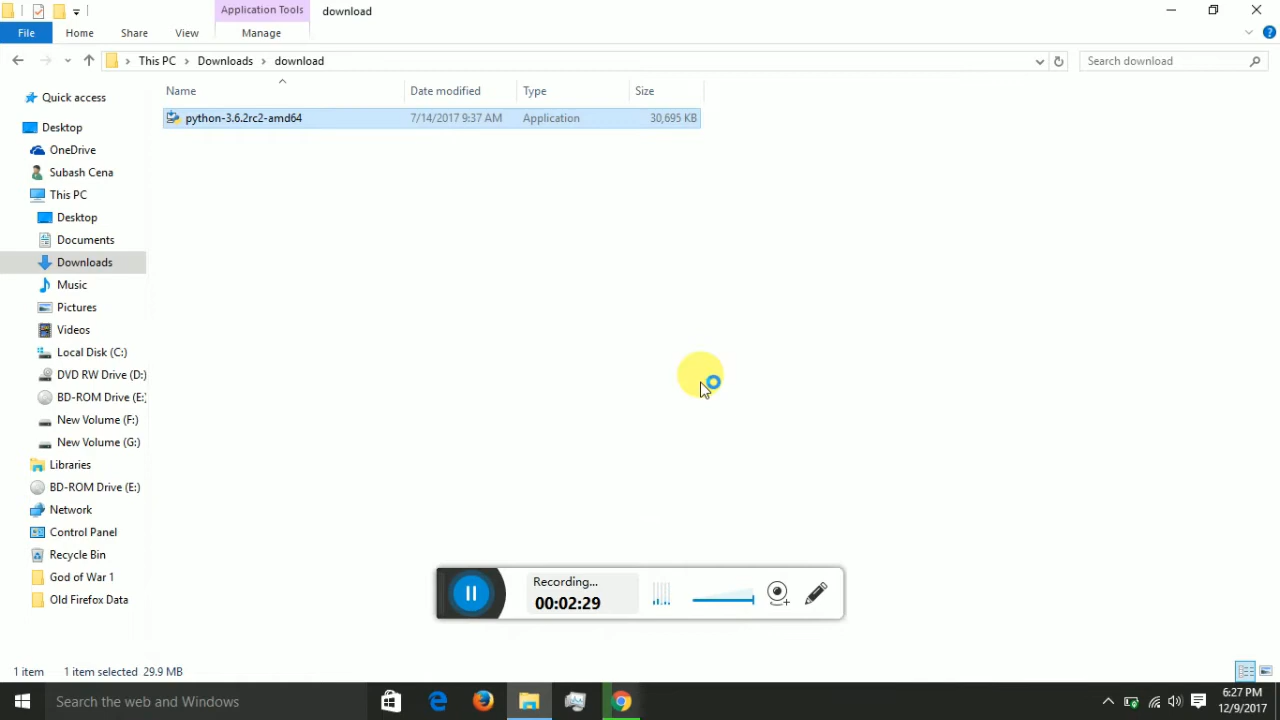 Application Tools
download
File
Home
Share
View
Manage
This PC
Downloads
download
Search download
Name
Date modified
Type
Size
python-3.6.2rc2-amd64
7/14/2017 9:37 AM
Application
30,695 KB
Quick access
Desktop
OneDrive
Subash Cena
This PC
Desktop
Documents
Downloads
Music
Pictures
Videos
Local Disk (C:)
DVD RW Drive (D:)
BD-ROM Drive (E:)
New Volume (F:)
New Volume (G:)
Libraries
BD-ROM Drive (E:)
Network
Control Panel
Recycle Bin
God of War 1
Old Firefox Data
Recording...
00:02:29
1 item
1 item selected 29.9 MB
Search the web and Windows
6:27 PM
12/9/2017